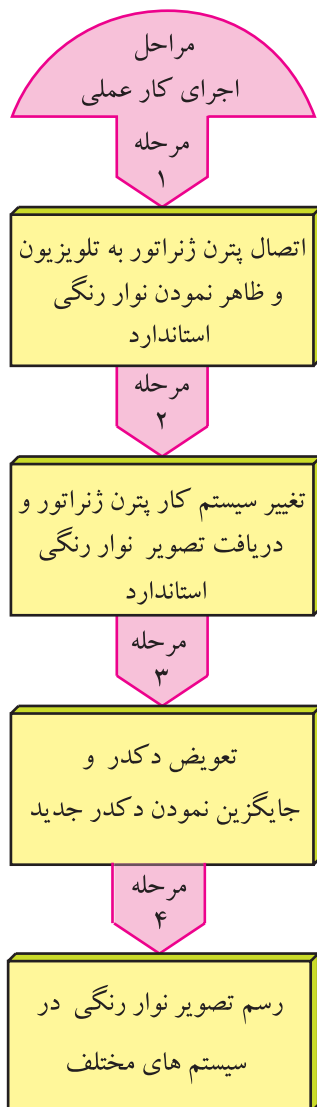 مراحل
اجرای کار عملی
مرحله
۱
اتصال پترن ژنراتور به تلویزیون
و ظاهر نمودن نوار رنگی
استاندارد
مرحله
۲
تغییر سیستم کار پترن ژنراتور و
دریافت تصویر نوار رنگی
استاندارد
مرحله
۳
تعویض دکدر و
جایگزین نمودن دکدر جدید
مرحله
۴
رسم تصویر نوار رنگی در
سیستم های مختلف